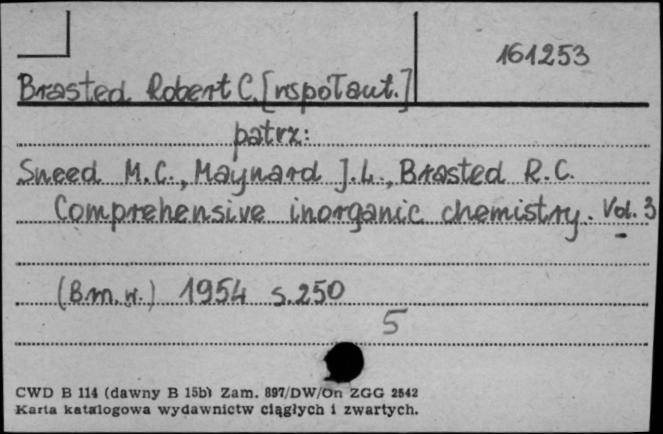 161253
Brasted Robert C. [współaut.]
patrz:
Sneed M.C., Maynard J.L., Brasted R.C.
Comprehensive inorganic chemistry. Vol. 3
(B.m.w.) 1954 s.250
5
CWD B 114 (dawny B 15b) Zam. 897/DW/On ZGG 2542
Karta katalogowa wydawnictw ciągłych i zwartych.